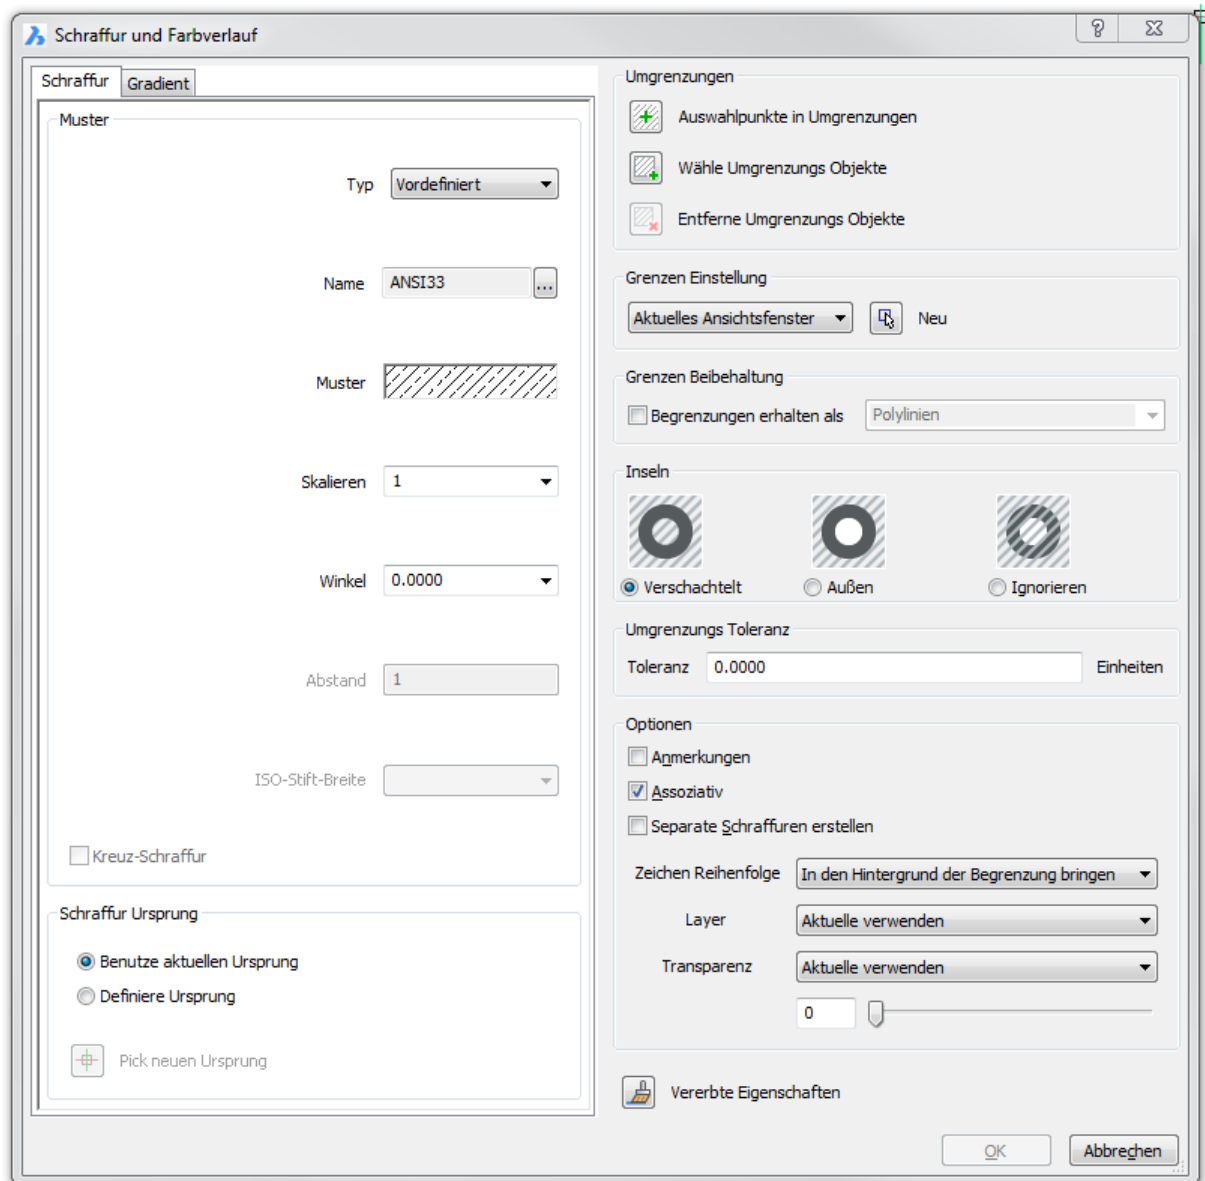 Schraffur und Farbverlauf
Schraffur
Gradient
Muster
Typ
Vordefiniert
Name
ANSI33
...
Muster
Skalieren
1
Winkel
0.0000
Abstand
1
ISO-Stift-Breite
Kreuz-Schraffur
Schraffur Ursprung
Benutze aktuellen Ursprung
Definiere Ursprung
Pick neuen Ursprung
Umgrenzungen
Auswahlpunkte in Umgrenzungen
Wähle Umgrenzungs Objekte
Entferne Umgrenzungs Objekte
Grenzen Einstellung
Aktuelles Ansichtsfenster
Neu
Grenzen Beibehaltung
Begrenzungen erhalten als
Polylinien
Inseln
Verschachtelt
Außen
Ignorieren
Umgrenzungs Toleranz
Toleranz
0.0000
Einheiten
Optionen
Anmerkungen
Assoziativ
Separate Schraffuren erstellen
Zeichen Reihenfolge
In den Hintergrund der Begrenzung bringen
Layer
Aktuelle verwenden
Transparenz
Aktuelle verwenden
0
Vererbte Eigenschaften
OK
Abbrechen